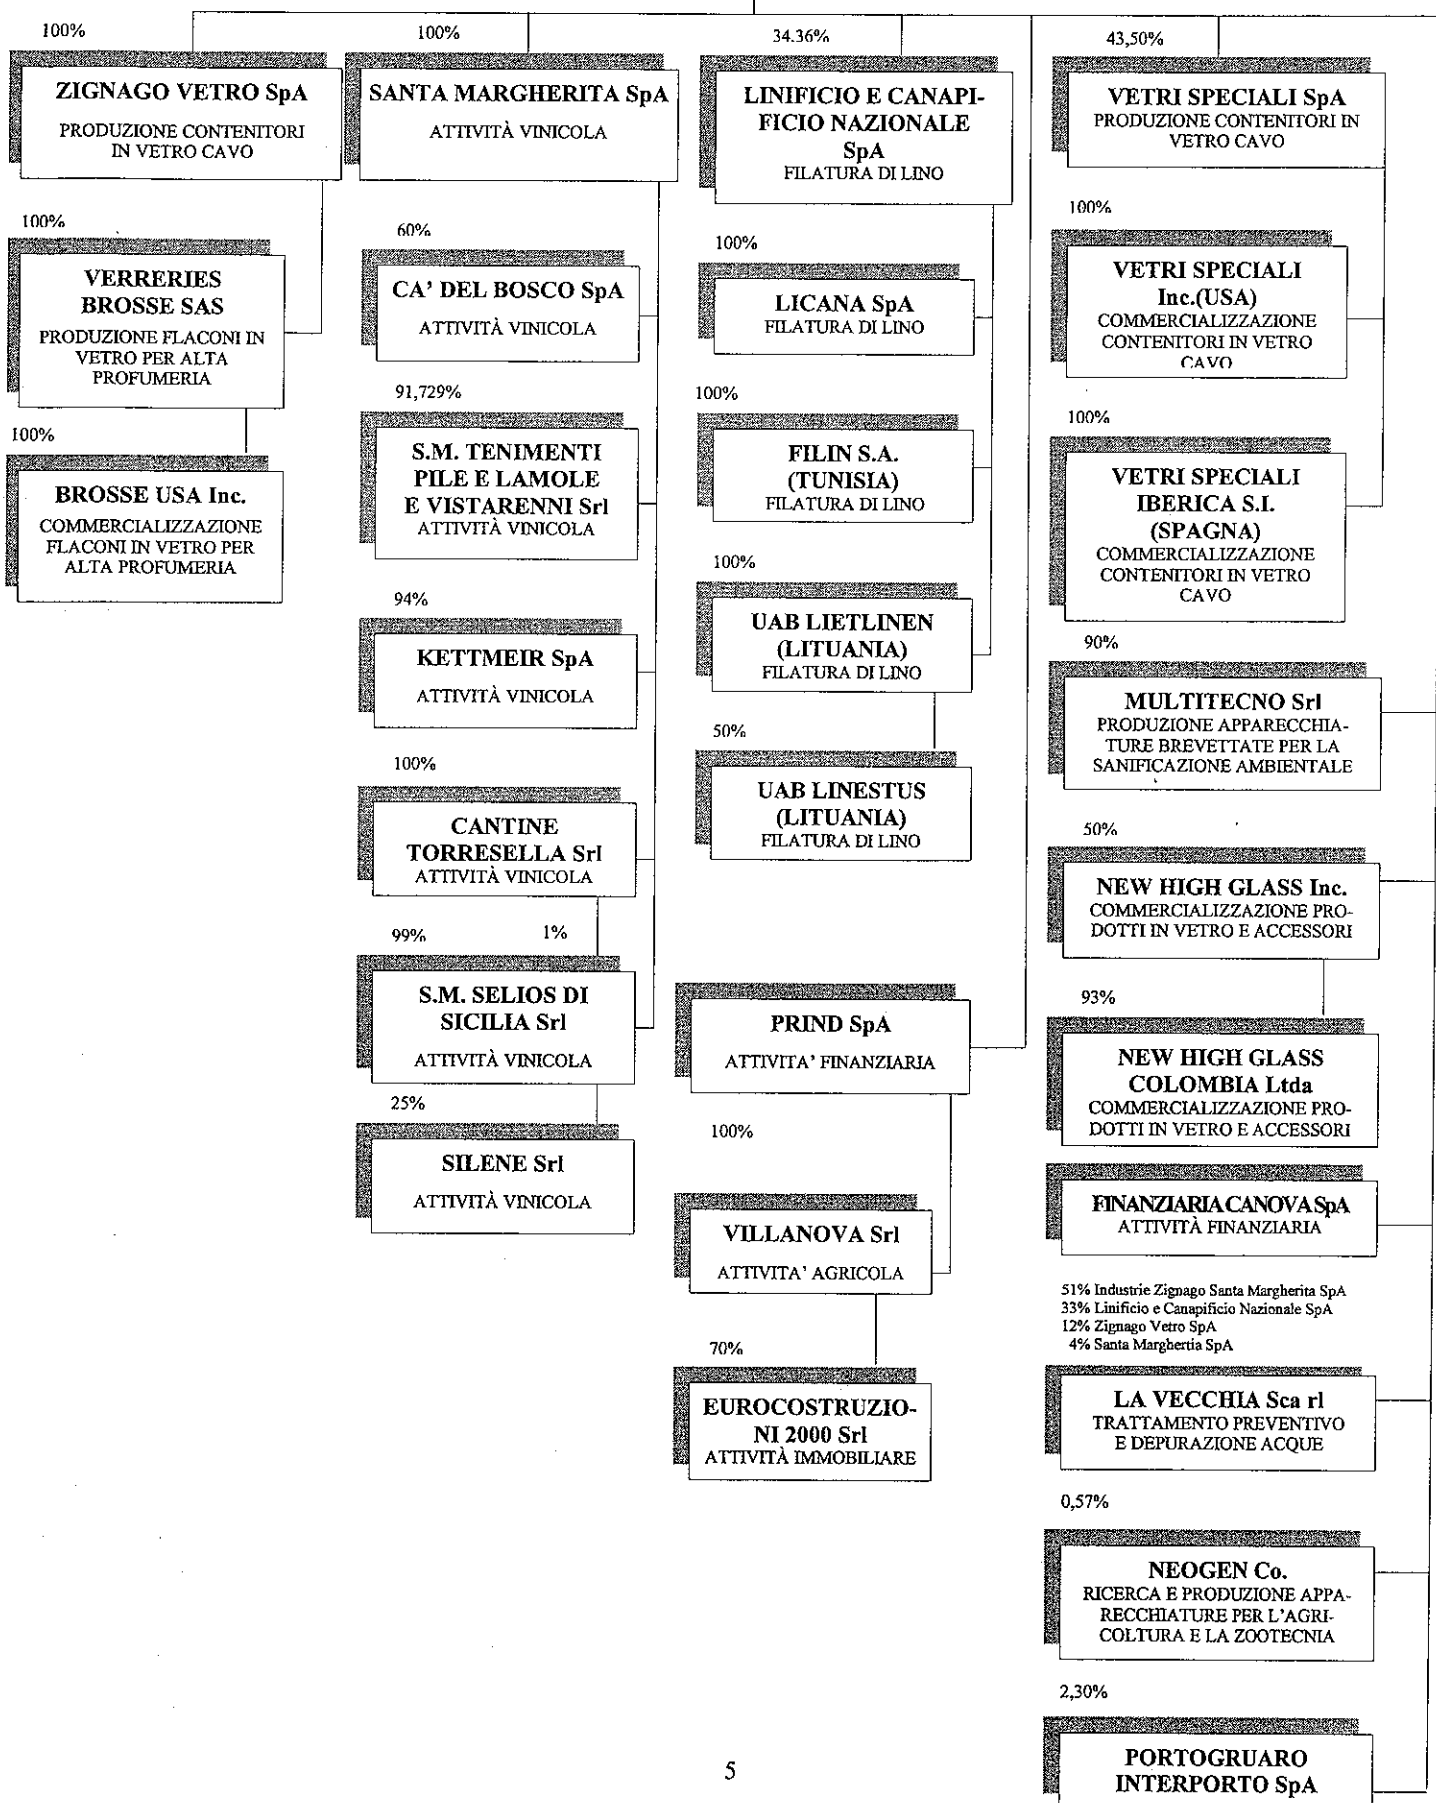 100%
ZIGNAGO VETRO SpA
PRODUZIONE CONTENITORI
IN VETRO CAVO
100%
VERRERIES
BROSSE SAS
PRODUZIONE FLACONI IN
VETRO PER ALTA
PROFUMERIA
100%
BROSSE USA Inc.
COMMERCIALIZZAZIONE
FLACONI IN VETRO PER
ALTA PROFUMERIA
100%
SANTA MARGHERITA SpA
ATTIVITÀ VINICOLA
60%
CA' DEL BOSCO SpA
ATTIVITÀ VINICOLA
91,729%
S.M. TENIMENTI
PILE E LAMOLE
E VISTARENNI Srl
ATTIVITÀ VINICOLA
94%
KETTMEIR SpA
ATTIVITÀ VINICOLA
100%
CANTINE
TORRESELLA Srl
ATTIVITÀ VINICOLA
99% 1%
S.M. SELIOS DI
SICILIA Srl
ATTIVITÀ VINICOLA
25%
SILENE Srl
ATTIVITÀ VINICOLA
34.36%
LINIFICIO E CANAPI-
FICIO NAZIONALE
SpA
FILATURA DI LINO
100%
LICANA SpA
FILATURA DI LINO
100%
FILIN S.A.
(TUNISIA)
FILATURA DI LINO
100%
UAB LIETLINEN
(LITUANIA)
FILATURA DI LINO
50%
UAB LINESTUS
(LITUANIA)
FILATURA DI LINO
PRIND SpA
ATTIVITA' FINANZIARIA
100%
VILLANOVA Srl
ATTIVITA' AGRICOLA
70%
EUROCOSTRUZIO-
NI 2000 Srl
ATTIVITÀ IMMOBILIARE
43,50%
VETRI SPECIALI SpA
PRODUZIONE CONTENITORI IN
VETRO CAVO
100%
VETRI SPECIALI
Inc.(USA)
COMMERCIALIZZAZIONE
CONTENITORI IN VETRO
CAVO
100%
VETRI SPECIALI
IBERICA S.I.
(SPAGNA)
COMMERCIALIZZAZIONE
CONTENITORI IN VETRO
CAVO
90%
MULTITECNO Srl
PRODUZIONE APPARECCHIA-
TURE BREVETTATE PER LA
SANIFICAZIONE AMBIENTALE
50%
NEW HIGH GLASS Inc.
COMMERCIALIZZAZIONE PRO-
DOTTI IN VETRO E ACCESSORI
93%
NEW HIGH GLASS
COLOMBIA Ltda
COMMERCIALIZZAZIONE PRO-
DOTTI IN VETRO E ACCESSORI
FINANZIARIA CANOVA SpA
ATTIVITÀ FINANZIARIA
51% Industrie Zignago Santa Margherita SpA
33% Linificio e Canapificio Nazionale SpA
12% Zignago Vetro SpA
4% Santa Marghertia SpA
LA VECCHIA Sca rl
TRATTAMENTO PREVENTIVO
E DEPURAZIONE ACQUE
0,57%
NEOGEN Co.
RICERCA E PRODUZIONE APPA-
RECCHIATURE PER L'AGRI-
COLTURA E LA ZOOTECNIA
2,30%
PORTOGRUARO
INTERPORTO SpA
5